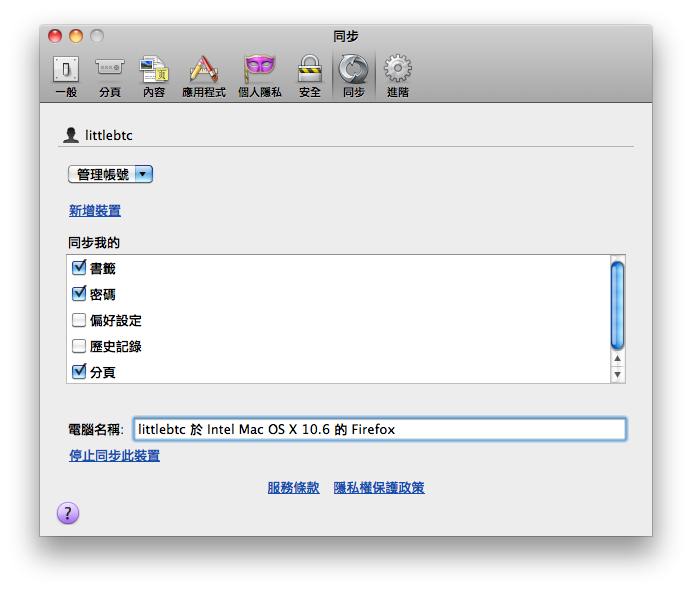 同步
一般 分頁 內容 應用程式 個人隱私 安全 同步 進階
littlebtc
管理帳號
新增裝置
同步我的
書籤
密碼
偏好設定
歷史記錄
分頁
電腦名稱: littlebtc 於 Intel Mac OS X 10.6 的 Firefox
停止同步此裝置
服務條款 隱私權保護政策
?